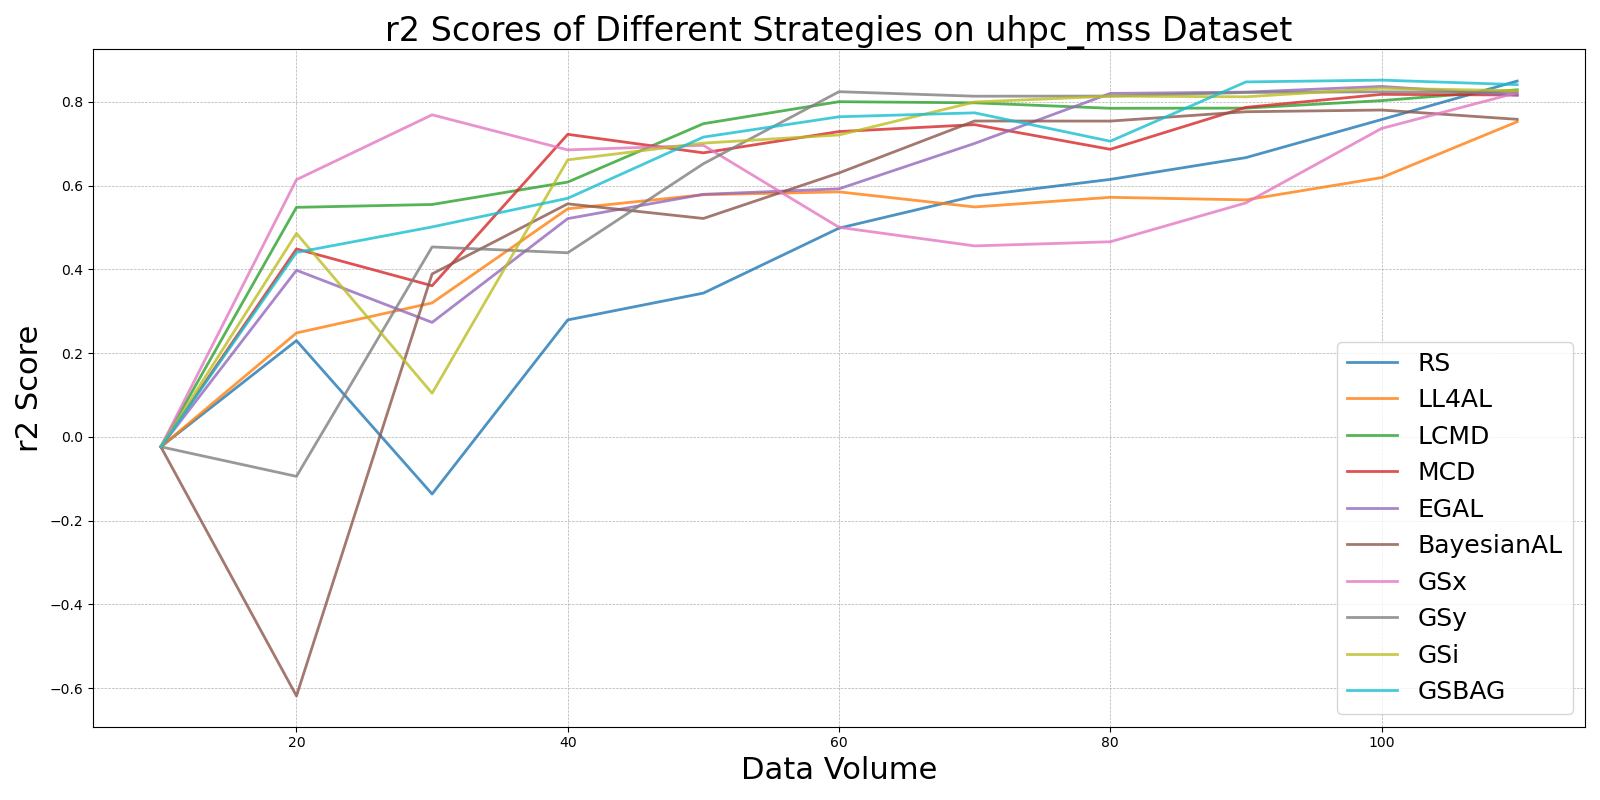 r2 Scores of Different Strategies on uhpc_mss Dataset
r2 Score
0.8
0.6
0.4
0.2
0.0
−0.2
−0.4
−0.6
20
40
60
80
100
Data Volume
RS
LL4AL
LCMD
MCD
EGAL
BayesianAL
GSx
GSy
GSi
GSBAG